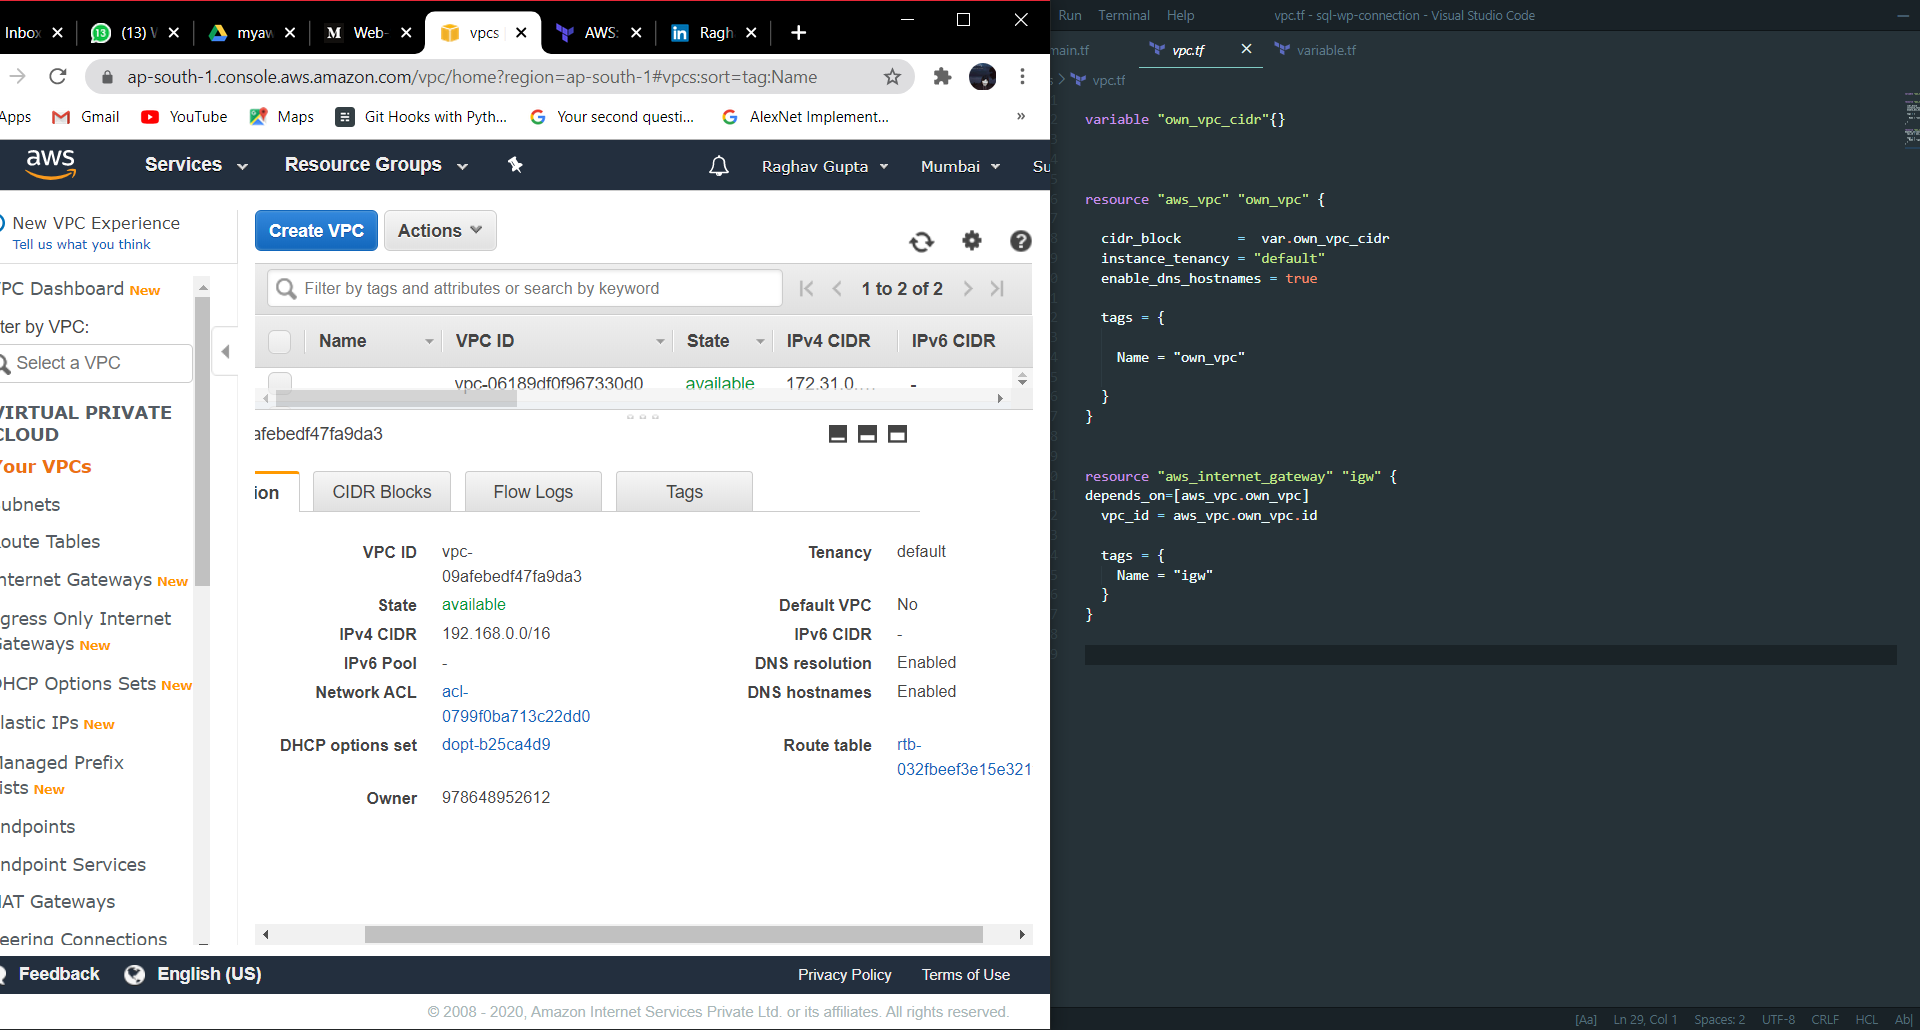 Inbox
(13) W
myaw
Web-
vpcs
AWS:
Ragh
ap-south-1.console.aws.amazon.com/vpc/home?region=ap-south-1#vpcs:sort=tag:Name
Apps
Gmail
YouTube
Maps
Git Hooks with Pyth...
Your second questi...
AlexNet Implement...
»
aws
Services
Resource Groups
Raghav Gupta
Mumbai
Su
New VPC Experience
Tell us what you think
PC Dashboard New
ter by VPC:
Select a VPC
VIRTUAL PRIVATE
CLOUD
Your VPCs
ubnets
oute Tables
nternet Gateways New
gress Only Internet
Gateways New
DHCP Options Sets New
lastic IPs New
Managed Prefix
ists New
ndpoints
ndpoint Services
NAT Gateways
eering Connections
Create VPC
Actions
Filter by tags and attributes or search by keyword
1 to 2 of 2
Name
VPC ID
State
IPv4 CIDR
IPv6 CIDR
vpc-06189df0f967330d0
available
172.31.0....
-
afebedf47fa9da3
ion
CIDR Blocks
Flow Logs
Tags
VPC ID
vpc-
09afebedf47fa9da3
Tenancy
default
State
available
Default VPC
No
IPv4 CIDR
192.168.0.0/16
IPv6 CIDR
-
IPv6 Pool
-
DNS resolution
Enabled
Network ACL
acl-
0799f0ba713c22dd0
DNS hostnames
Enabled
DHCP options set
dopt-b25ca4d9
Route table
rtb-
032fbeef3e15e321
Owner
978648952612
Feedback
English (US)
Privacy Policy
Terms of Use
© 2008 - 2020, Amazon Internet Services Private Ltd. or its affiliates. All rights reserved.
Run
Terminal
Help
vpc.tf - sql-wp-connection - Visual Studio Code
main.tf
vpc.tf
variable.tf
s > vpc.tf
variable "own_vpc_cidr"{}
resource "aws_vpc" "own_vpc" {
cidr_block       =  var.own_vpc_cidr
instance_tenancy = "default"
enable_dns_hostnames = true
tags = {
Name = "own_vpc"
}
}
resource "aws_internet_gateway" "igw" {
depends_on=[aws_vpc.own_vpc]
vpc_id = aws_vpc.own_vpc.id
tags = {
Name = "igw"
}
}
[Aa]
Ln 29, Col 1
Spaces: 2
UTF-8
CRLF
HCL
Ab|